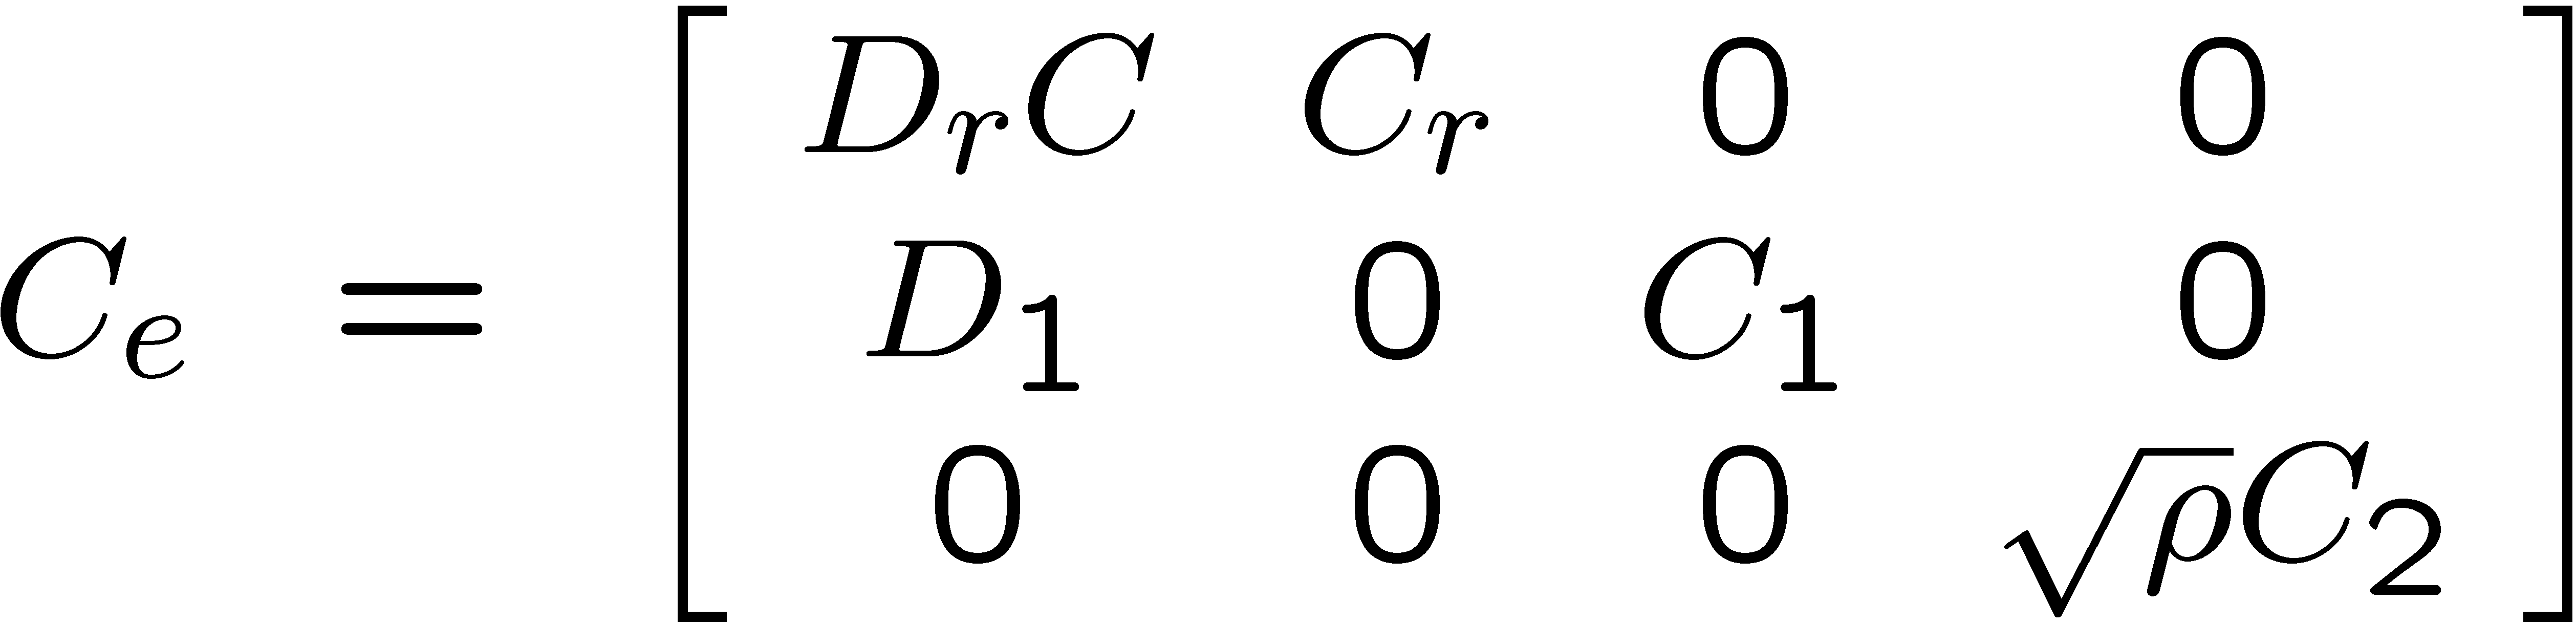 D_r C   C_r   0   0
C_e = D_1   0   C_1   0
0   0   0   √ρ C_2